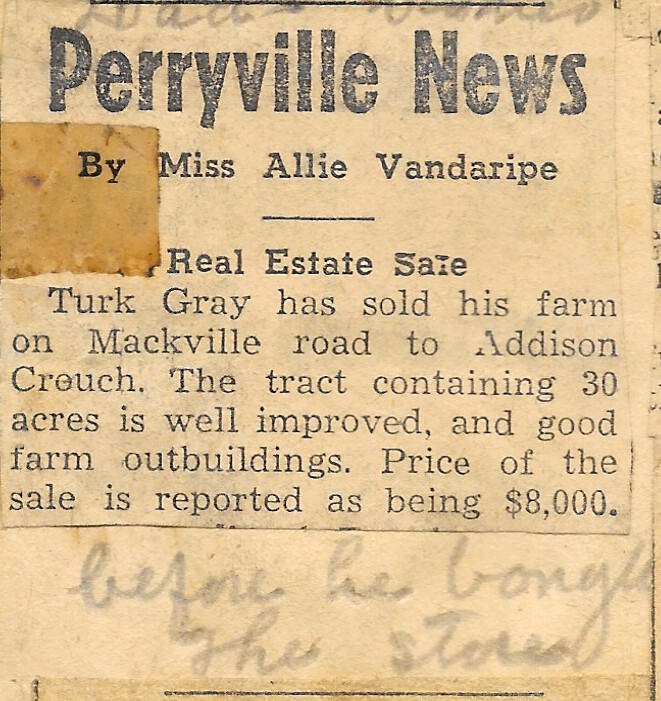 Perryville News
By Miss Allie Vandaripe
Real Estate Sale
Turk Gray has sold his farm
on Mackville road to Addison
Crouch. The tract containing 30
acres is well improved, and good
farm outbuildings. Price of the
sale is reported as being $8,000.
before he bough
the store